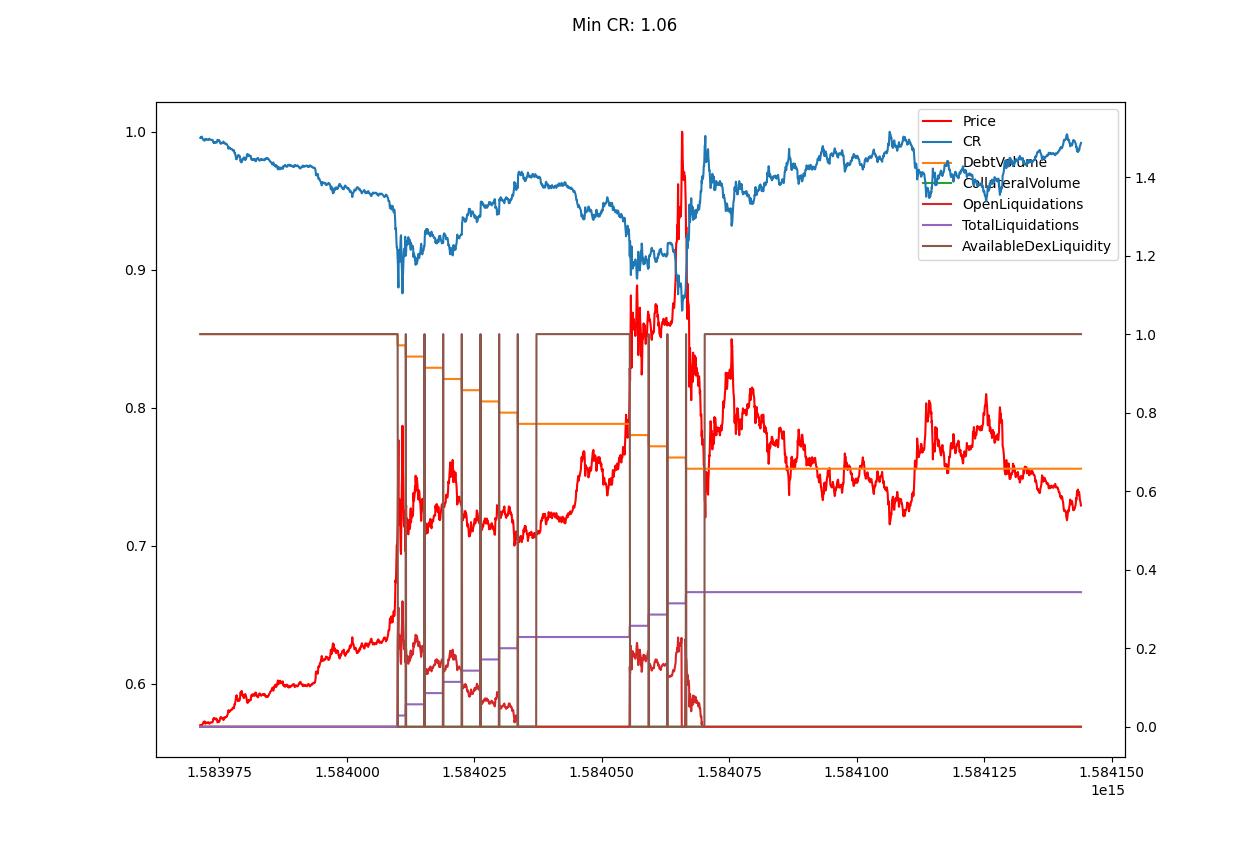 Min CR: 1.06
1.0
0.9
0.8
0.7
0.6
Price
CR
DebtVolume
CollateralVolume
OpenLiquidations
TotalLiquidations
AvailableDexLiquidity
1.4
1.2
1.0
0.8
0.6
0.4
0.2
0.0
1.583975 1.584000 1.584025 1.584050 1.584075 1.584100 1.584125 1.584150
1e15